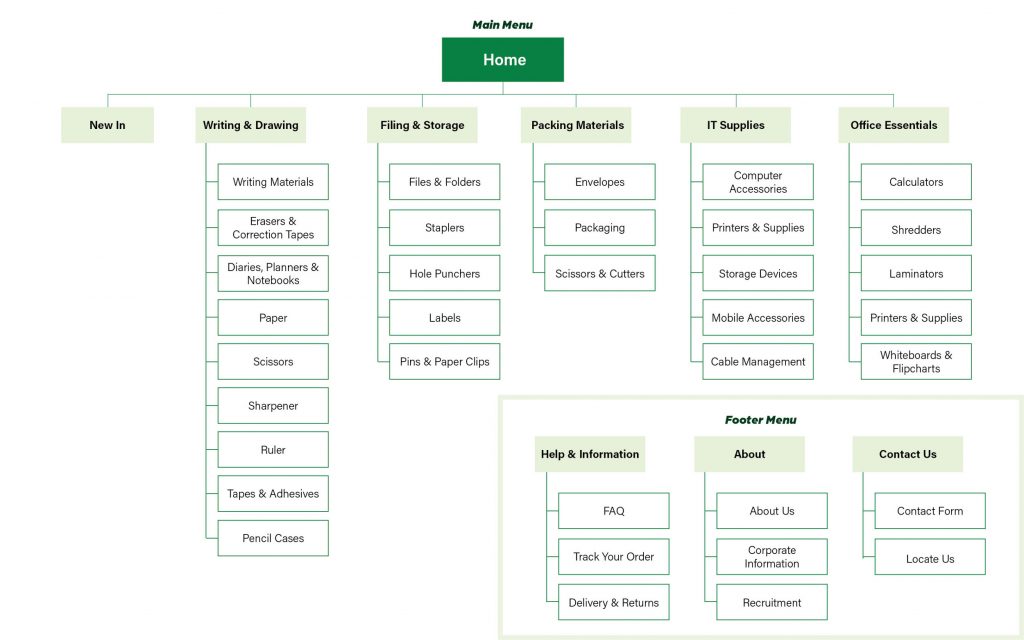 Main Menu
Home
New In
Writing & Drawing
Writing Materials
Erasers &
Correction Tapes
Diaries, Planners &
Notebooks
Paper
Scissors
Sharpener
Ruler
Tapes & Adhesives
Pencil Cases
Filing & Storage
Files & Folders
Staplers
Hole Punchers
Labels
Pins & Paper Clips
Packing Materials
Envelopes
Packaging
Scissors & Cutters
IT Supplies
Computer
Accessories
Printers & Supplies
Storage Devices
Mobile Accessories
Cable Management
Office Essentials
Calculators
Shredders
Laminators
Printers & Supplies
Whiteboards &
Flipcharts
Footer Menu
Help & Information
FAQ
Track Your Order
Delivery & Returns
About
About Us
Corporate
Information
Recruitment
Contact Us
Contact Form
Locate Us